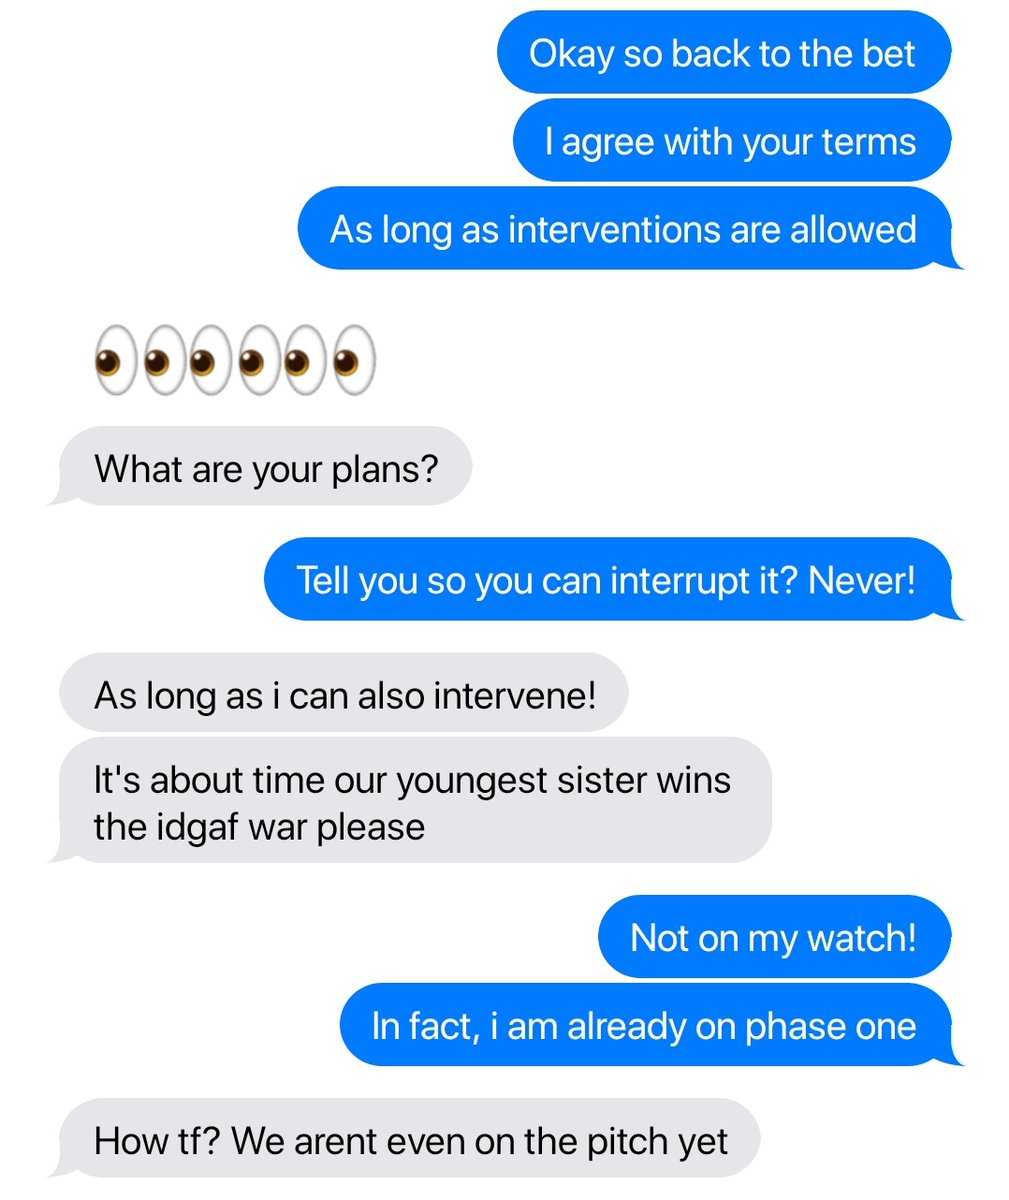 Okay so back to the bet
I agree with your terms
As long as interventions are allowed
👀👀👀
What are your plans?
Tell you so you can interrupt it? Never!
As long as i can also intervene!
It's about time our youngest sister wins
the idgaf war please
Not on my watch!
In fact, i am already on phase one
How tf? We arent even on the pitch yet